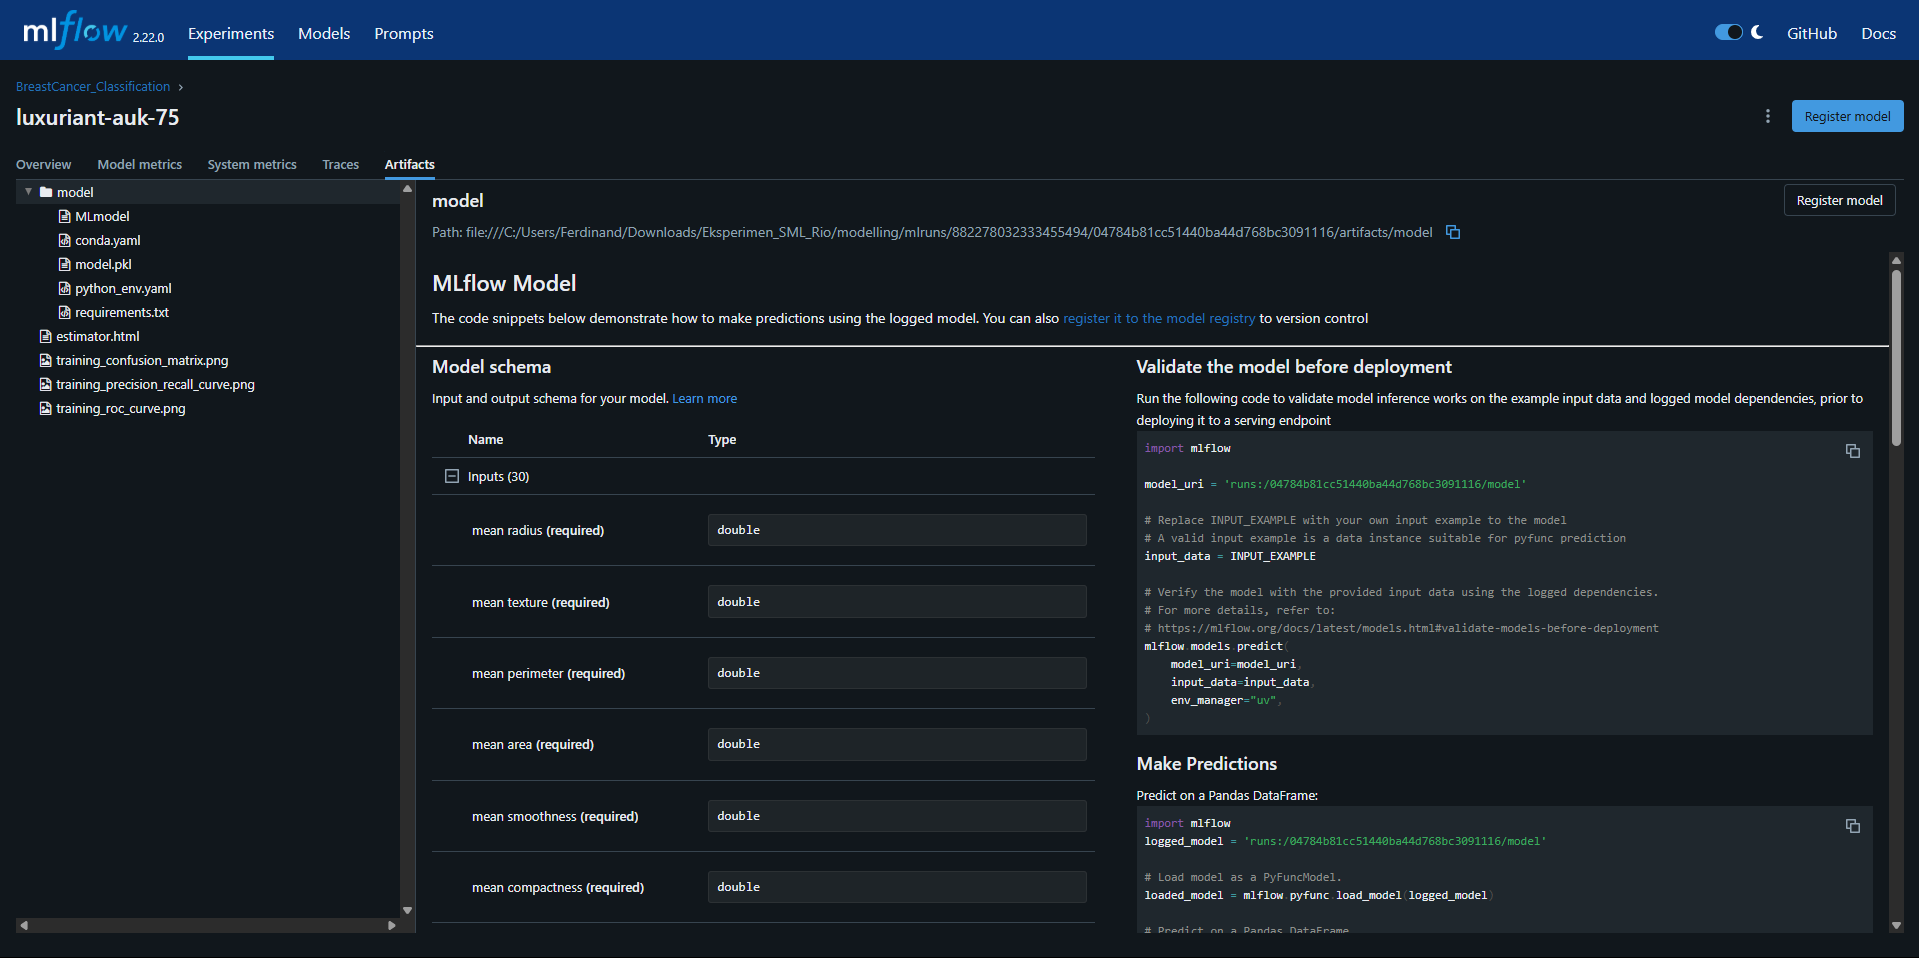 mlflow 2.22.0 Experiments Models Prompts GitHub Docs
BreastCancer_Classification ›
luxuriant-auk-75
Register model
Overview Model metrics System metrics Traces Artifacts
model
MLmodel
conda.yaml
model.pkl
python_env.yaml
requirements.txt
estimator.html
training_confusion_matrix.png
training_precision_recall_curve.png
training_roc_curve.png
model
Register model
Path: file:///C:/Users/Ferdinand/Downloads/Eksperimen_SML_Rio/modelling/mlruns/882278032333455494/04784b81cc51440ba44d768bc3091116/artifacts/model
MLflow Model
The code snippets below demonstrate how to make predictions using the logged model. You can also register it to the model registry to version control
Model schema
Input and output schema for your model. Learn more
Name Type
Inputs (30)
mean radius (required) double
mean texture (required) double
mean perimeter (required) double
mean area (required) double
mean smoothness (required) double
mean compactness (required) double
Validate the model before deployment
Run the following code to validate model inference works on the example input data and logged model dependencies, prior to
deploying it to a serving endpoint
import mlflow
model_uri = 'runs:/04784b81cc51440ba44d768bc3091116/model'
# Replace INPUT_EXAMPLE with your own input example to the model
# A valid input example is a data instance suitable for pyfunc prediction
input_data = INPUT_EXAMPLE
# Verify the model with the provided input data using the logged dependencies.
# For more details, refer to:
# https://mlflow.org/docs/latest/models.html#validate-models-before-deployment
mlflow.models.predict(
model_uri=model_uri,
input_data=input_data,
env_manager="uv",
)
Make Predictions
Predict on a Pandas DataFrame:
import mlflow
logged_model = 'runs:/04784b81cc51440ba44d768bc3091116/model'
# Load model as a PyFuncModel.
loaded_model = mlflow.pyfunc.load_model(logged_model)
# Predict on a Pandas DataFrame.